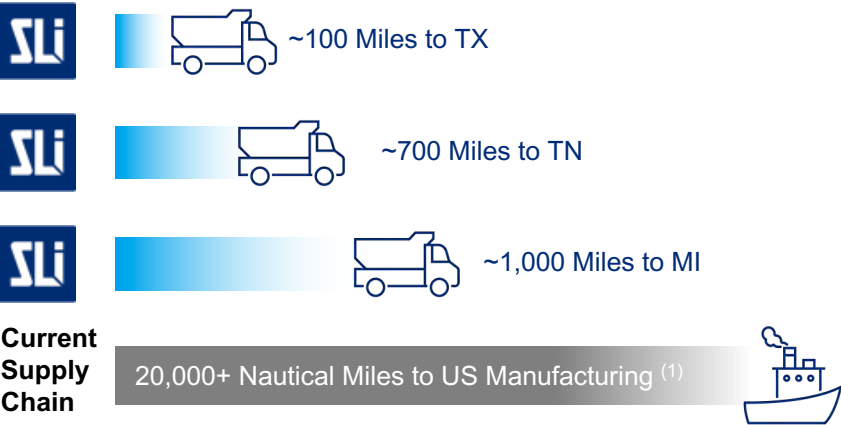 SLi
~100 Miles to TX
SLi
~700 Miles to TN
SLi
~1,000 Miles to MI
Current
Supply
Chain
20,000+ Nautical Miles to US Manufacturing (1)